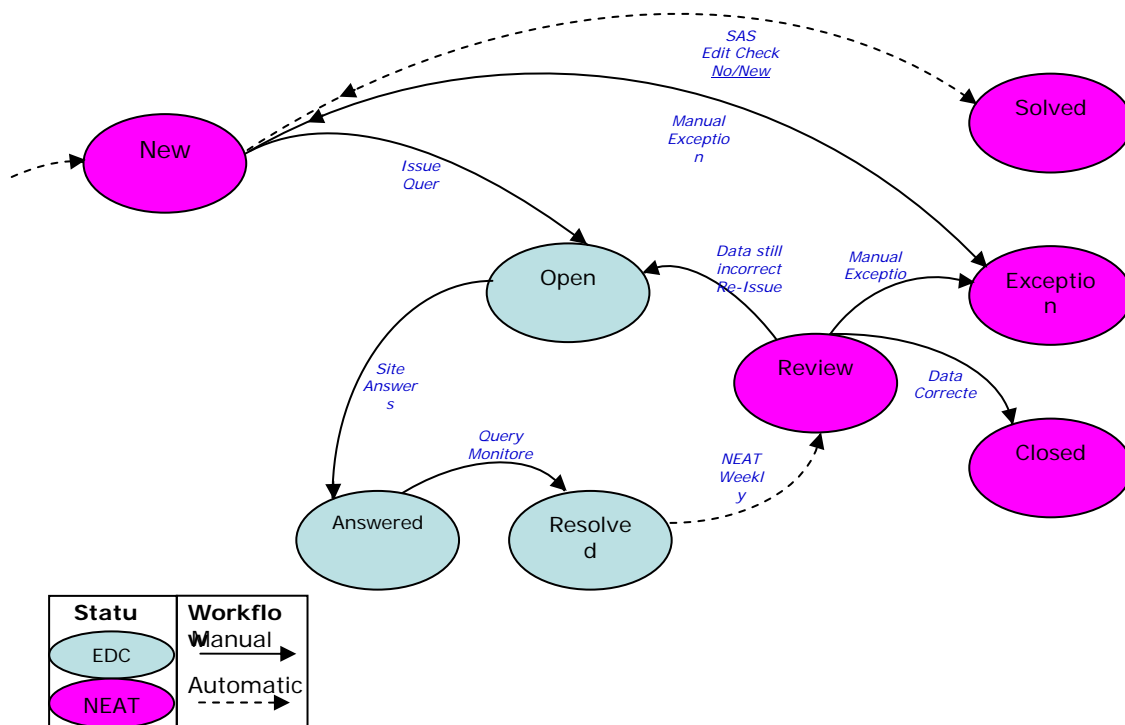 SAS
Edit Check
No/New
Solved
New
Manual
Exceptio
n
Issue
Quer
Open
Data still
incorrect
Re-Issue
Manual
Exceptio
Exceptio
n
Site
Answer
s
Review
Data
Correcte
Query
Monitore
NEAT
Weekl
y
Closed
Answered
Resolve
d
Statu
Workflo
w
EDC
Manual
NEAT
Automatic